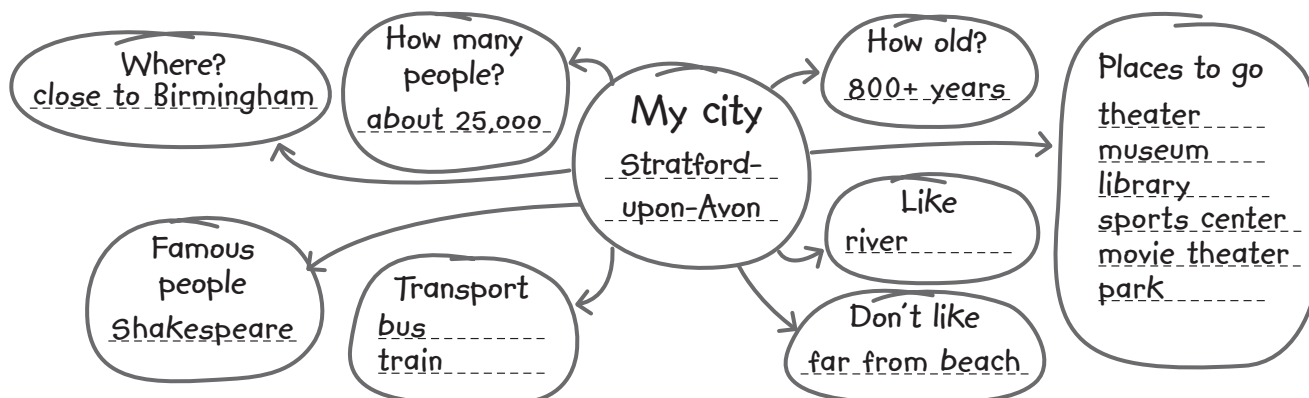 Where?
close to Birmingham
How many
people?
about 25,000
My city
Stratford-
upon-Avon
How old?
800+ years
Places to go
theater
museum
library
sports center
movie theater
park
Like
river
Don't like
far from beach
Transport
bus
train
Famous
people
Shakespeare